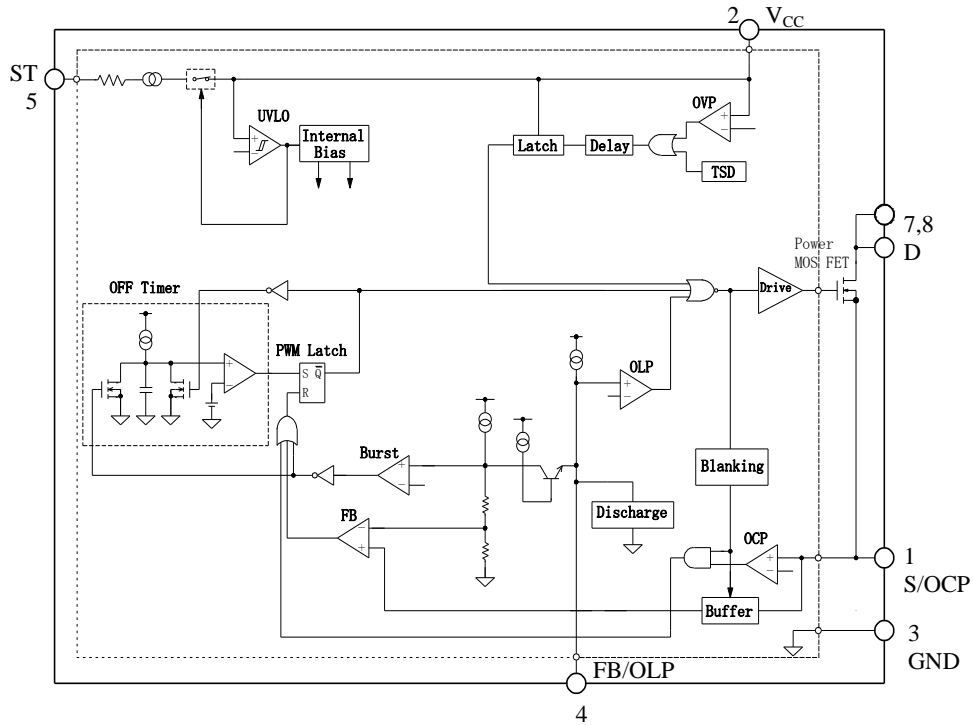 2 VCC
ST
5
OVP
UVLO
Internal
Bias
Latch
Delay
TSD
7,8
D
Power
MOS FET
OFF Timer
Drive
PWM Latch
S Q̅
R
OLP
Burst
Blanking
FB
Discharge
OCP
1
S/OCP
Buffer
3
GND
FB/OLP
4
+
−
+
−
+
−
+
−
+
−
−
+
+
−